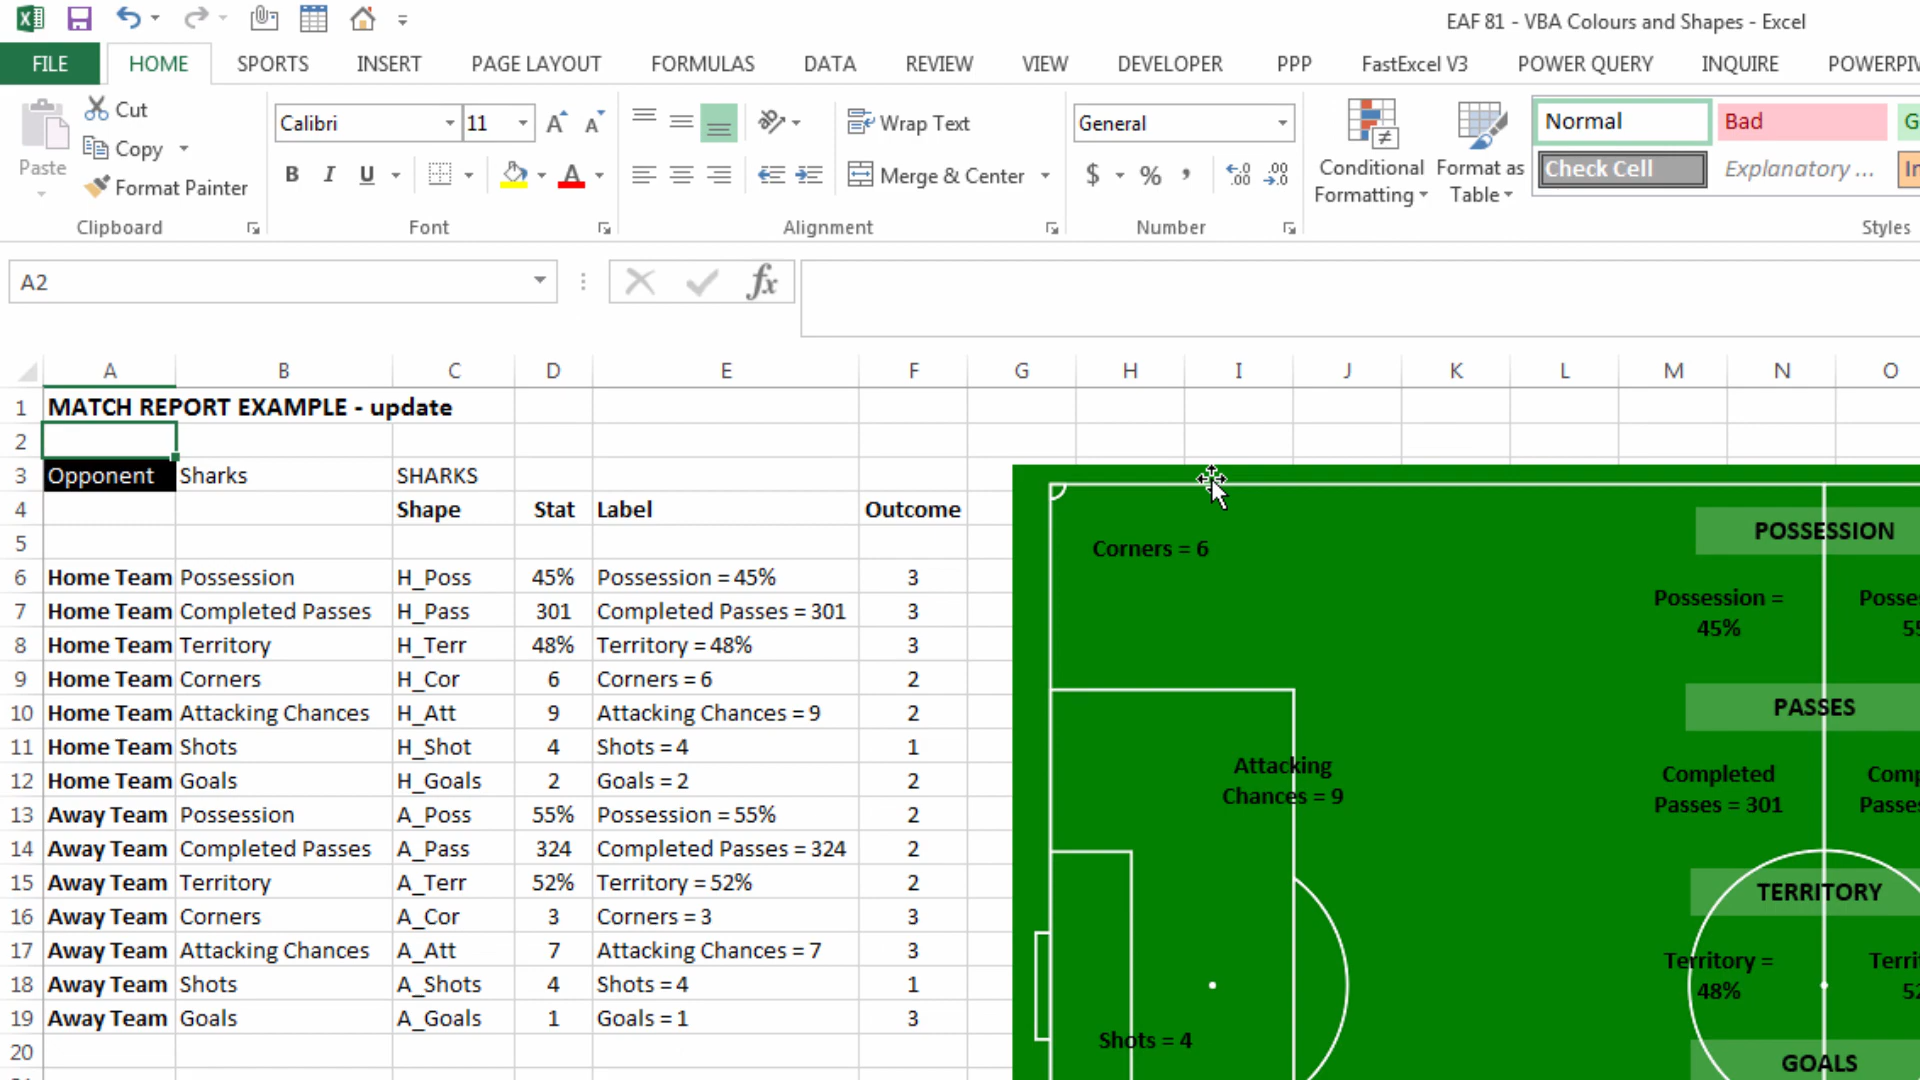 EAF 81 - VBA Colours and Shapes - Excel
FILE HOME SPORTS INSERT PAGE LAYOUT FORMULAS DATA REVIEW VIEW DEVELOPER PPP FastExcel V3 POWER QUERY INQUIRE POWERPIV
Cut
Copy
Format Painter
Paste
Clipboard
Calibri 11
B I U
Font
Wrap Text
Merge & Center
Alignment
General
$ % , .00 .00
Number
Conditional Formatting
Format as Table
Normal Bad G
Check Cell Explanatory ... In
Styles
A2 fx
A B C D E F G H I J K L M N O
1 MATCH REPORT EXAMPLE - update
2
3 Opponent Sharks SHARKS
4 Shape Stat Label Outcome
5
6 Home Team Possession H_Poss 45% Possession = 45% 3
7 Home Team Completed Passes H_Pass 301 Completed Passes = 301 3
8 Home Team Territory H_Terr 48% Territory = 48% 3
9 Home Team Corners H_Cor 6 Corners = 6 2
10 Home Team Attacking Chances H_Att 9 Attacking Chances = 9 2
11 Home Team Shots H_Shot 4 Shots = 4 1
12 Home Team Goals H_Goals 2 Goals = 2 2
13 Away Team Possession A_Poss 55% Possession = 55% 2
14 Away Team Completed Passes A_Pass 324 Completed Passes = 324 2
15 Away Team Territory A_Terr 52% Territory = 52% 2
16 Away Team Corners A_Cor 3 Corners = 3 3
17 Away Team Attacking Chances A_Att 7 Attacking Chances = 7 3
18 Away Team Shots A_Shots 4 Shots = 4 1
19 Away Team Goals A_Goals 1 Goals = 1 3
20
Corners = 6
Attacking
Chances = 9
Shots = 4
POSSESSION
Possession = Posse
45% 55
PASSES
Completed Comp
Passes = 301 Passes
TERRITORY
Territory = Terri
48% 52
GOALS